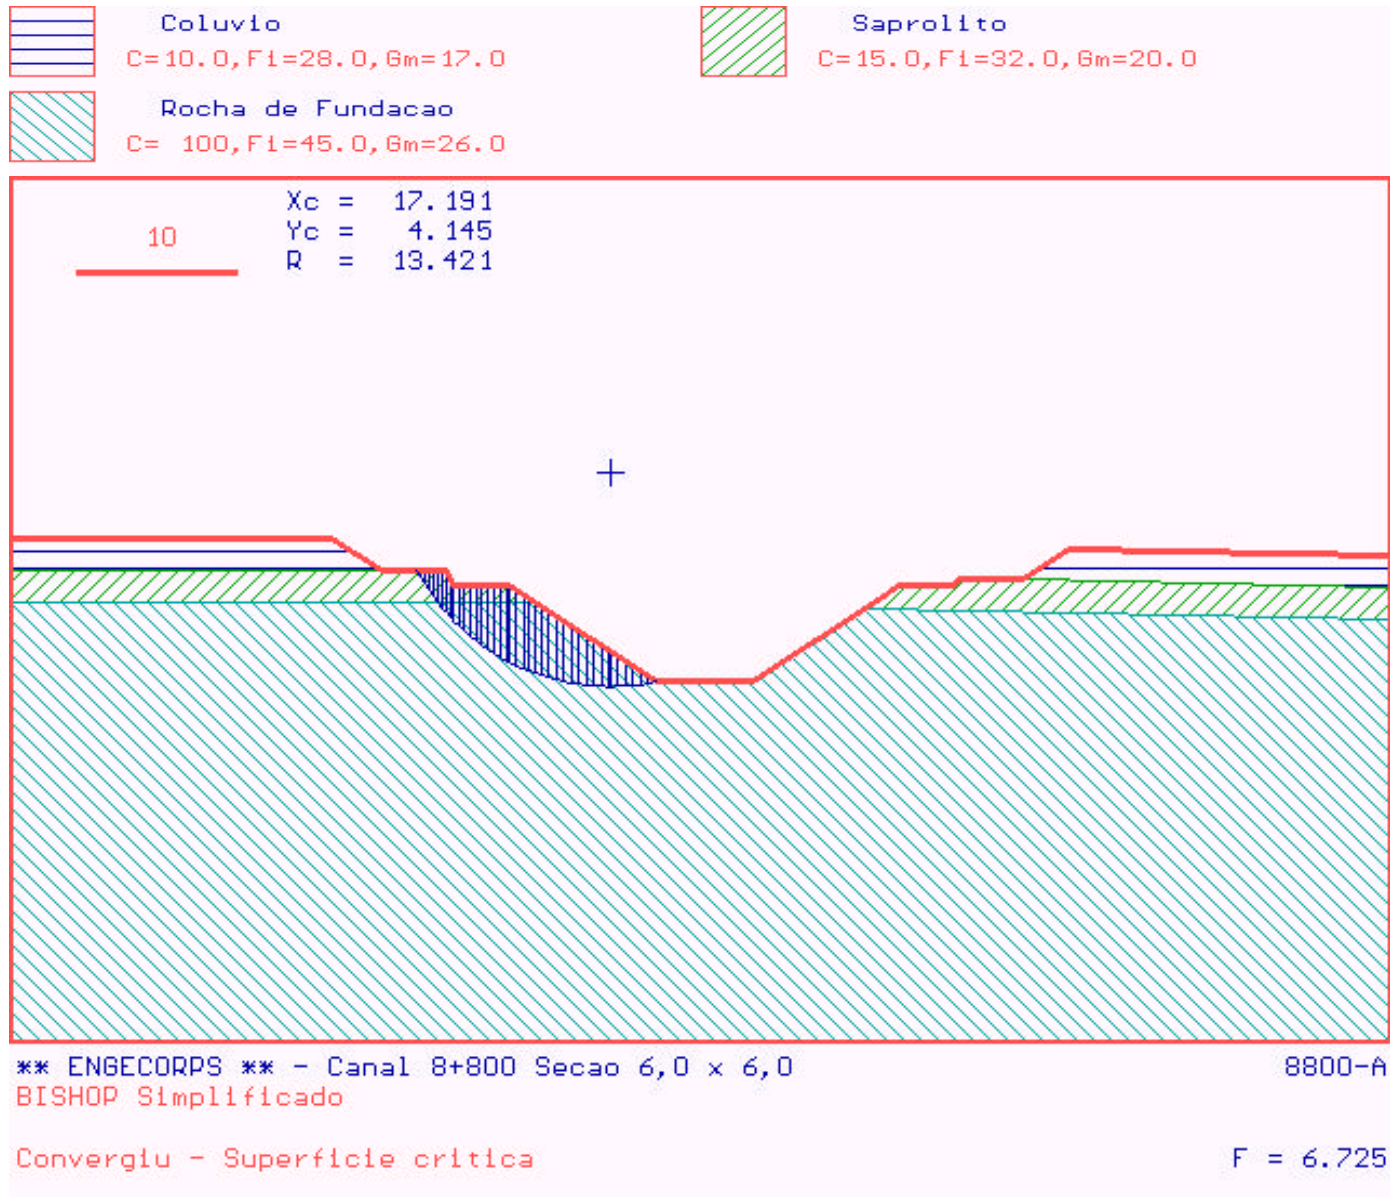 Coluvio
C=10.0,Fi=28.0,Gm=17.0
Saprolito
C=15.0,Fi=32.0,Gm=20.0
Rocha de Fundacao
C= 100,Fi=45.0,Gm=26.0
Xc = 17.191
Yc = 4.145
R = 13.421
10
** ENGECORPS ** - Canal 8+800 Secao 6,0 x 6,0 8800-A
BISHOP Simplificado
Convergiu - Superficie critica F = 6.725